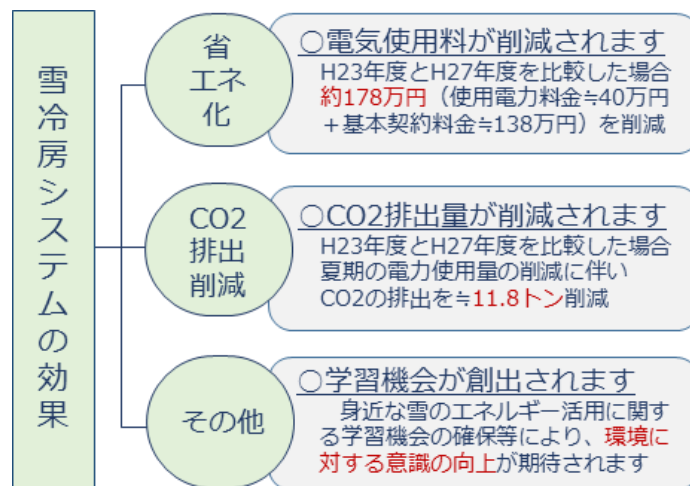 雪冷房システムの効果
省
エネ
化
○電気使用料が削減されます
H23年度とH27年度を比較した場合
約178万円（使用電力料金≒40万円
＋基本契約料金≒138万円）を削減
CO2
排出
削減
○CO2排出量が削減されます
H23年度とH27年度を比較した場合
夏期の電力使用量の削減に伴い
CO2の排出を≒11.8トン削減
その他
○学習機会が創出されます
身近な雪のエネルギー活用に関す
る学習機会の確保等により、環境に
対する意識の向上が期待されます